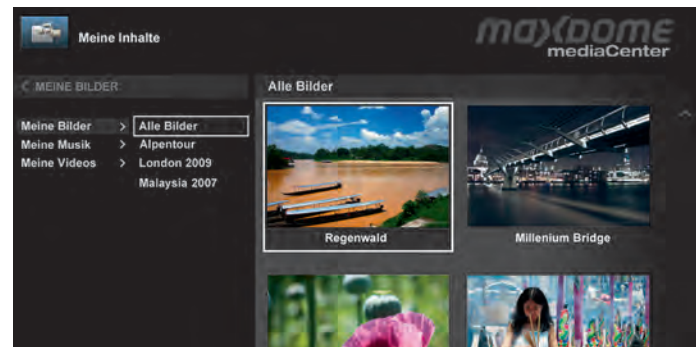 Meine Inhalte
maxdome
mediaCenter
< MEINE BILDER
Alle Bilder
Meine Bilder > Alle Bilder
Meine Musik > Alpentour
Meine Videos > London 2009
Malaysia 2007
Regenwald
Millenium Bridge